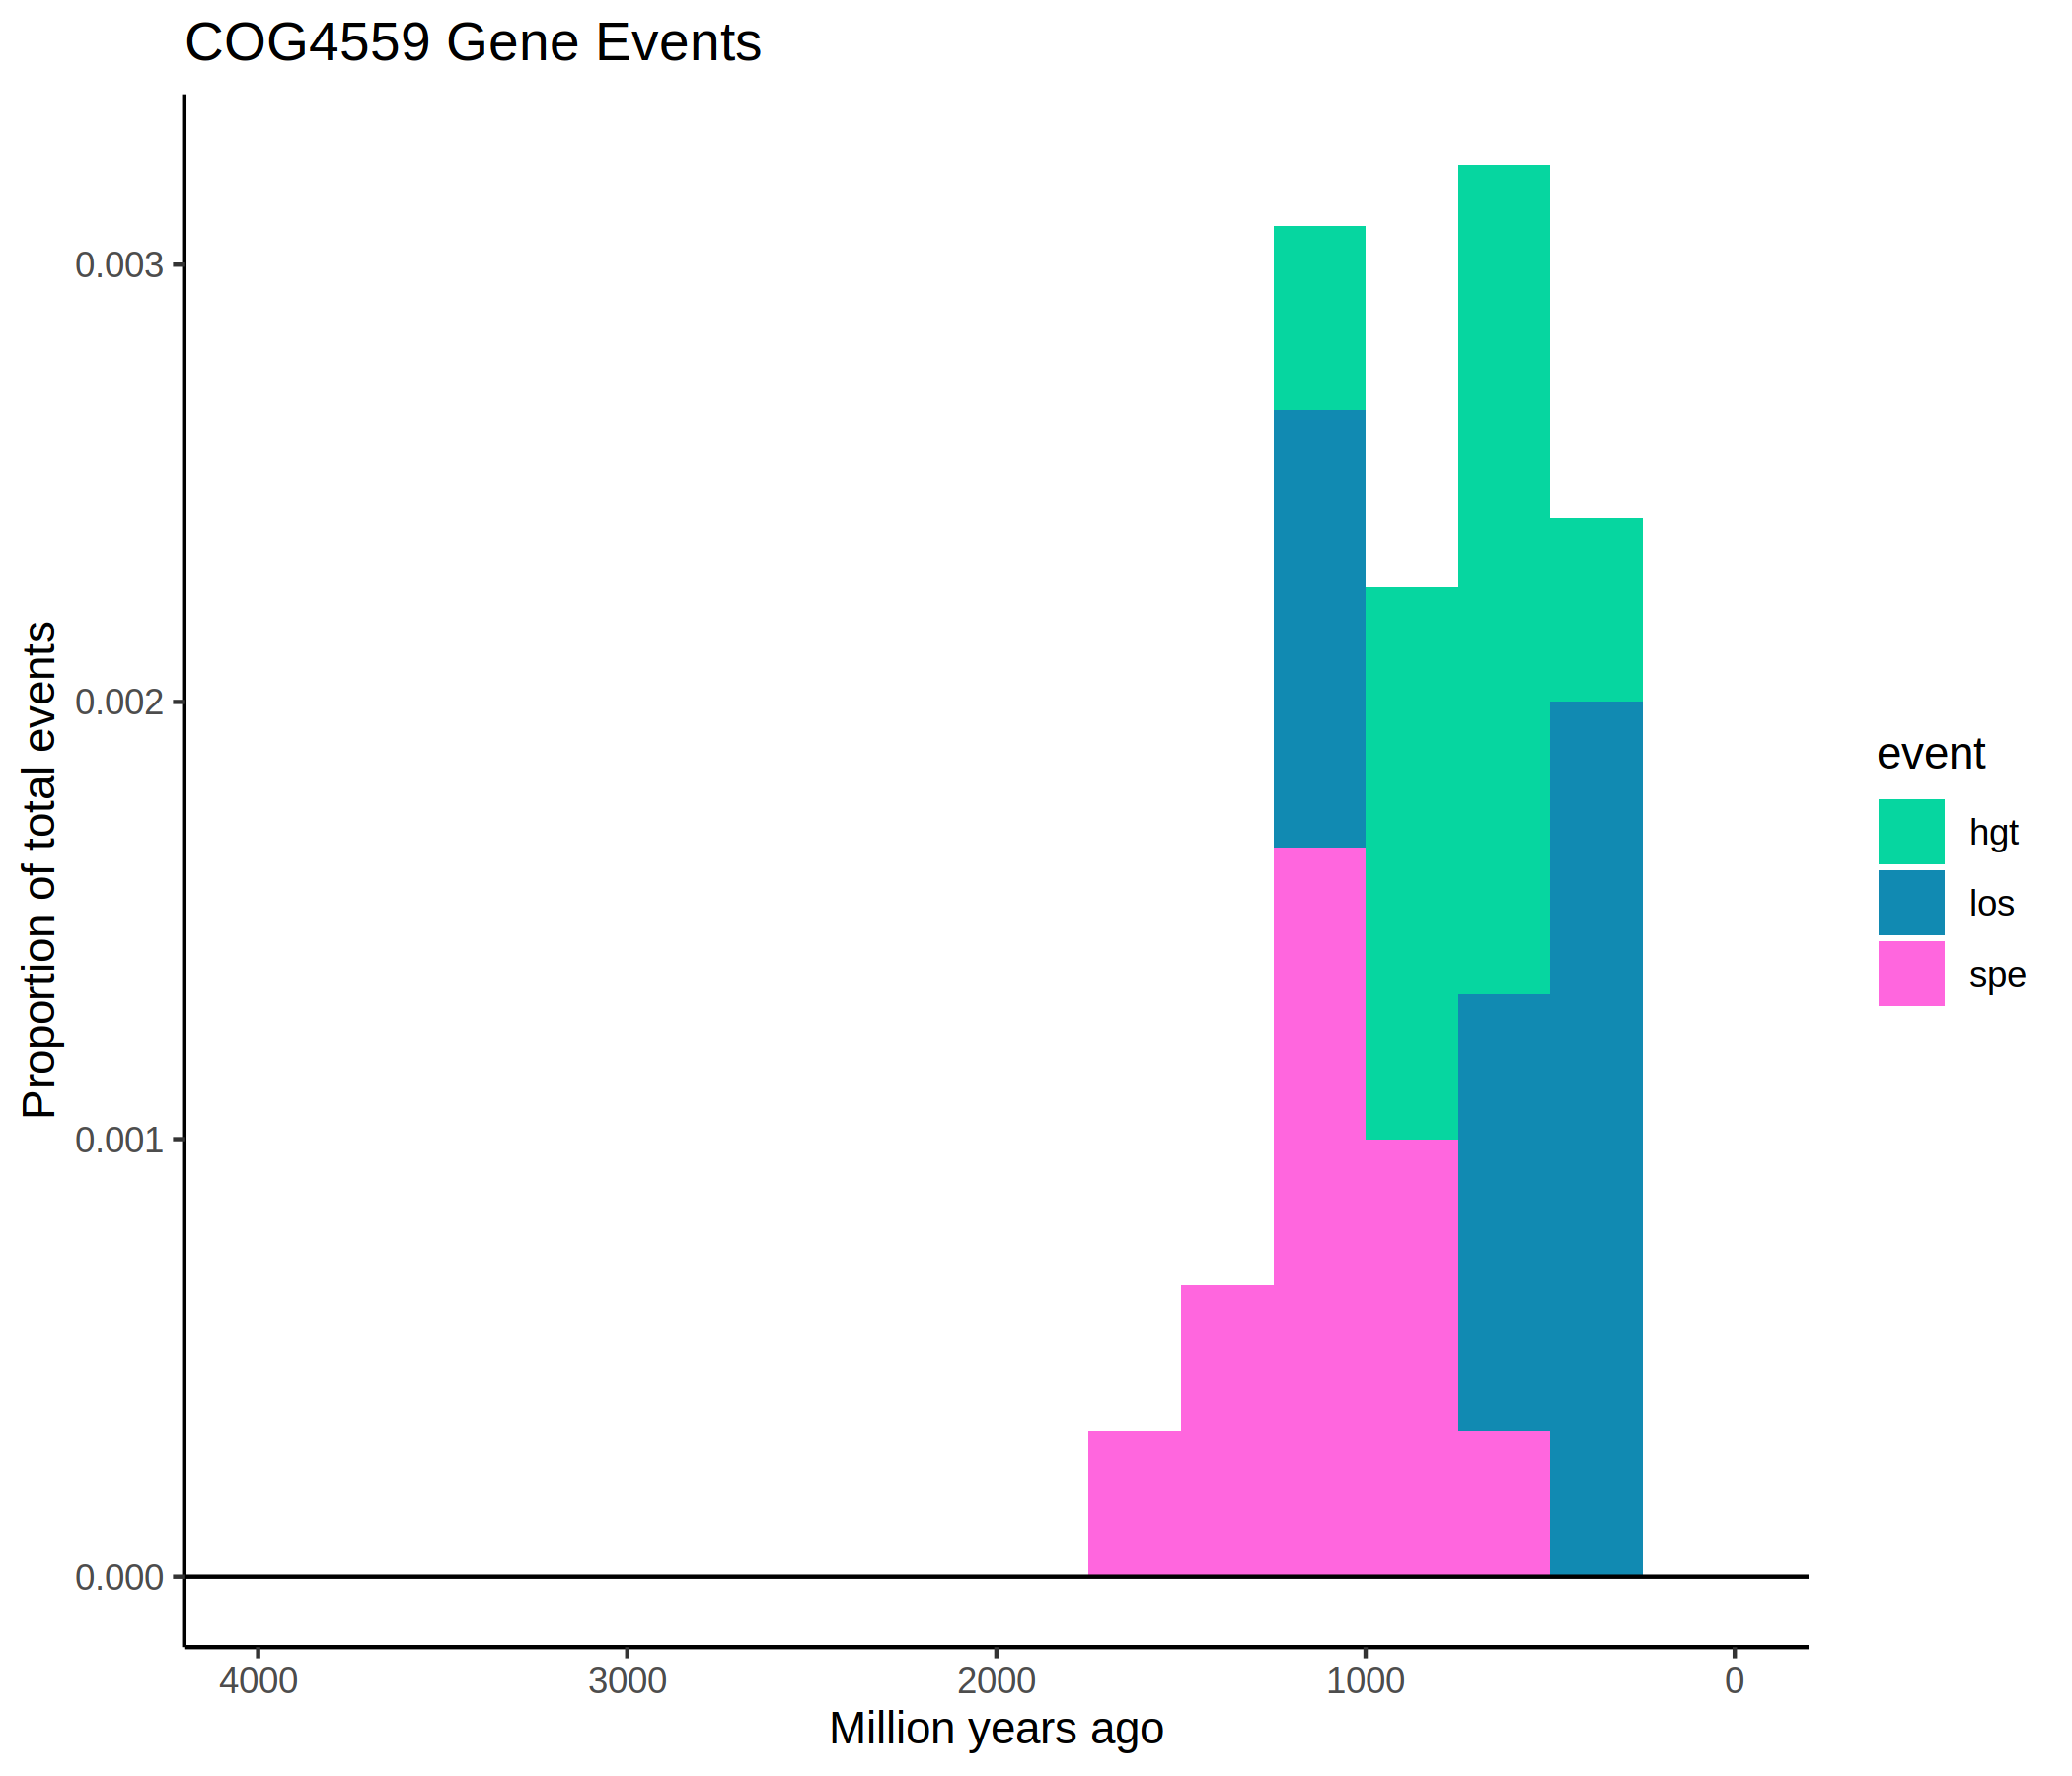 COG4559 Gene Events
Proportion of total events
0.003
0.002
0.001
0.000
4000 3000 2000 1000 0
Million years ago
event
hgt
los
spe